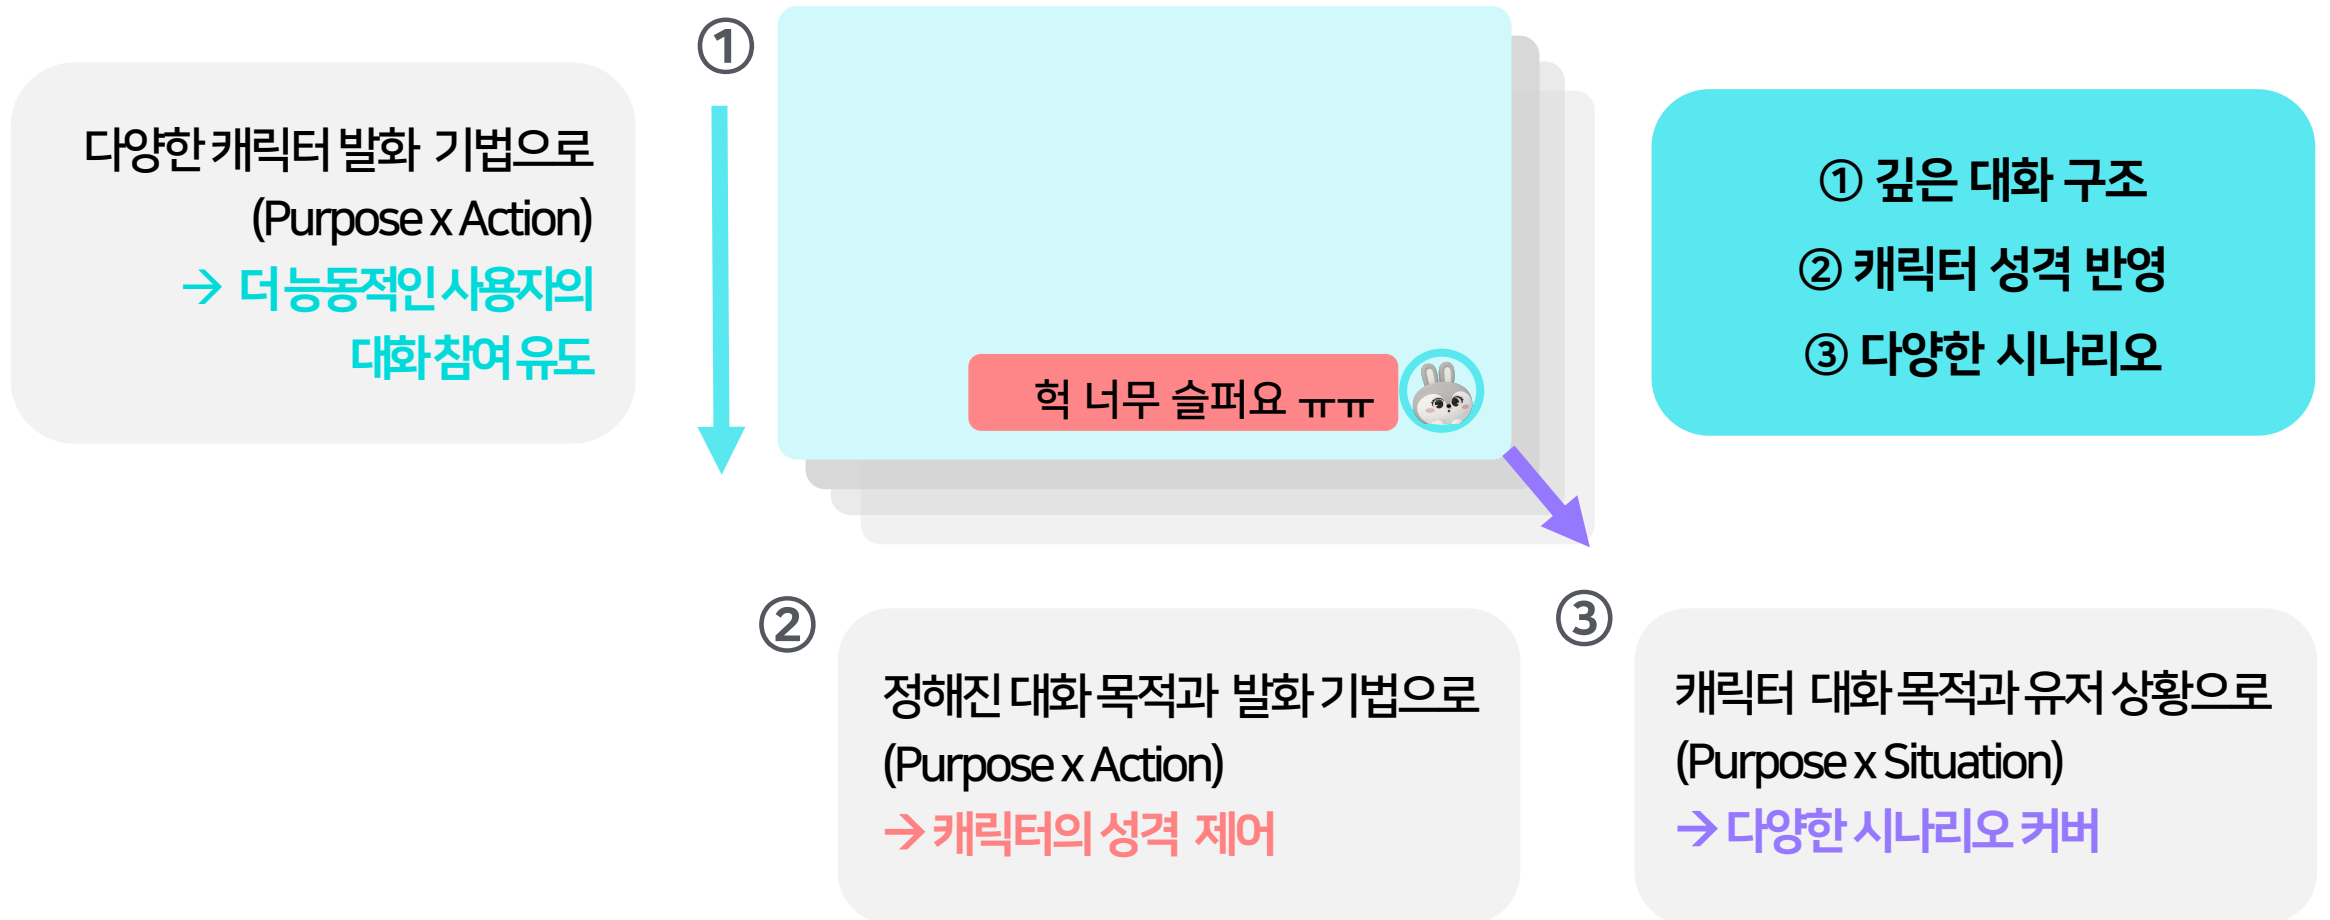 ①
다양한 캐릭터 발화 기법으로
(Purpose x Action)
→ 더 능동적인 사용자의
대화 참여 유도
헉 너무 슬퍼요 ㅠㅠ
① 깊은 대화 구조
② 캐릭터 성격 반영
③ 다양한 시나리오
②
정해진 대화 목적과 발화 기법으로
(Purpose x Action)
→ 캐릭터의 성격 제어
③
캐릭터 대화 목적과 유저 상황으로
(Purpose x Situation)
→ 다양한 시나리오 커버